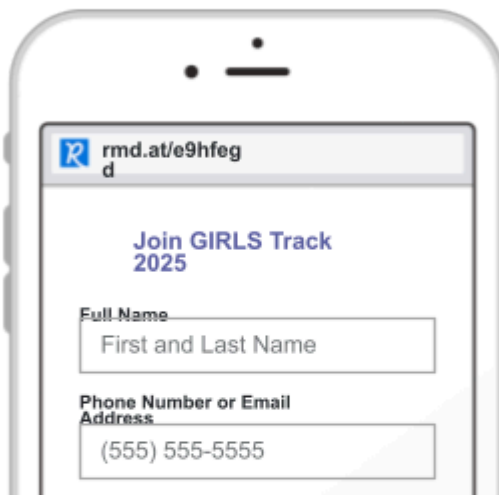 rmd.at/e9hfeg
d
Join GIRLS Track
2025
Full Name
First and Last Name
Phone Number or Email
Address
(555) 555-5555